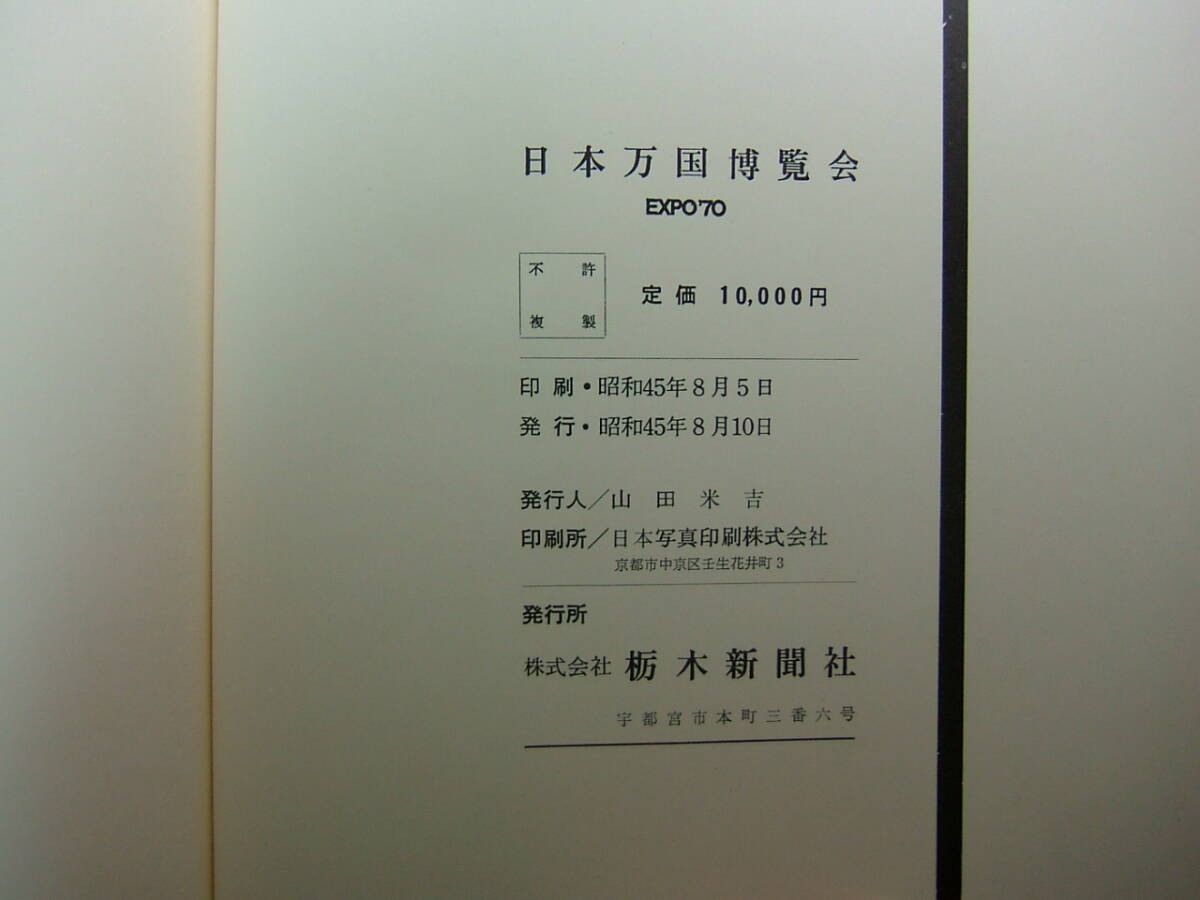 日本万国博覧会
EXPO'70
不許
複製
定価 10,000円
印刷・昭和45年8月5日
発行・昭和45年8月10日
発行人/山田米吉
印刷所/日本写真印刷株式会社
京都市中京区壬生花井町3
発行所
株式会社 栃木新聞社
宇都宮市本町三番六号